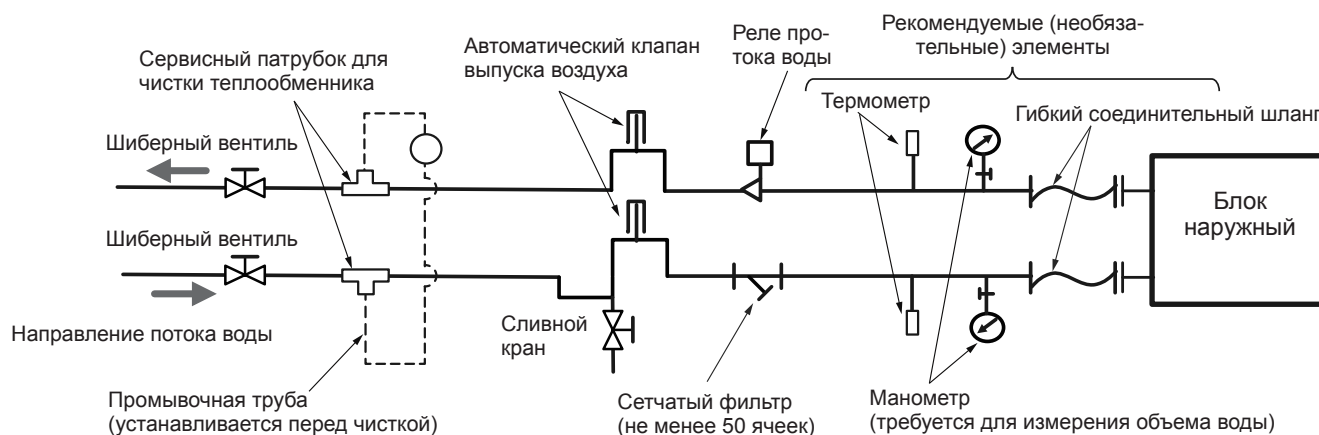 Рекомендуемые (необяза-
тельные) элементы
Реле про-
тока воды
Автоматический клапан
выпуска воздуха
Сервисный патрубок для
чистки теплообменника
Термометр
Гибкий соединительный шланг
Шиберный вентиль
Блок
наружный
Шиберный вентиль
Направление потока воды
Сливной
кран
Промывочная труба
(устанавливается перед чисткой)
Сетчатый фильтр
(не менее 50 ячеек)
Манометр
(требуется для измерения объема воды)